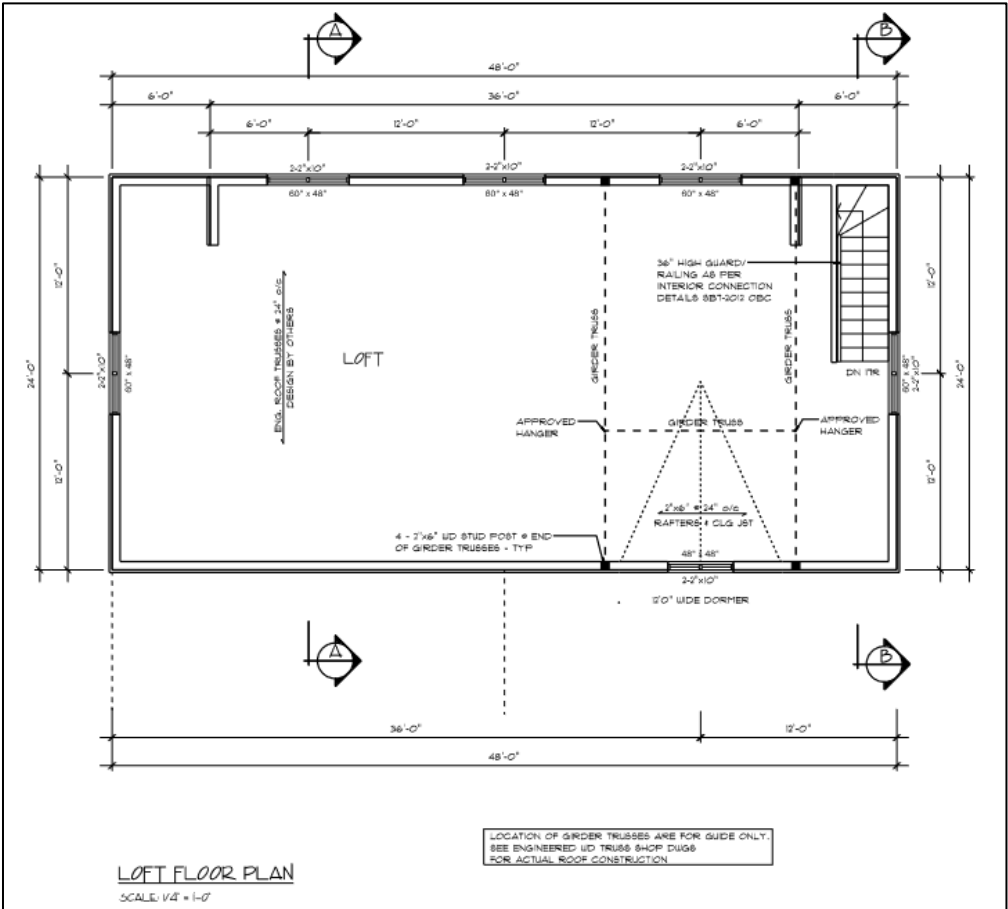 A
B
48'-0"
6'-0"
36'-0"
6'-0"
6'-0"
12'-0"
12'-0"
6'-0"
2-2"x10"
2-2"x10"
2-2"x10"
60" x 48"
60" x 48"
60" x 48"
36" HIGH GUARD/
RAILING AS PER
INTERIOR CONNECTION
DETAILS SB7-2012 OBC
12'-0"
12'-0"
24'-0"
2-2"x10"
60" x 48"
ENG. ROOF TRUSSES @ 24" o/c
DESIGN BY OTHERS
LOFT
GIRDER TRUSS
GIRDER TRUSS
DN 17R
60" x 48"
2-2"x10"
12'-0"
12'-0"
24'-0"
APPROVED
HANGER
GIRDER TRUSS
APPROVED
HANGER
2"x6" @ 24" o/c
RAFTERS & CLG JST
4 - 2"x6" WD STUD POST @ END
OF GIRDER TRUSSES - TYP
48" x 48"
2-2"x10"
12'0" WIDE DORMER
A
B
36'-0"
12'-0"
48'-0"
LOCATION OF GIRDER TRUSSES ARE FOR GUIDE ONLY.
SEE ENGINEERED WD TRUSS SHOP DWGS
FOR ACTUAL ROOF CONSTRUCTION
LOFT FLOOR PLAN
SCALE: 1/4" = 1'-0"